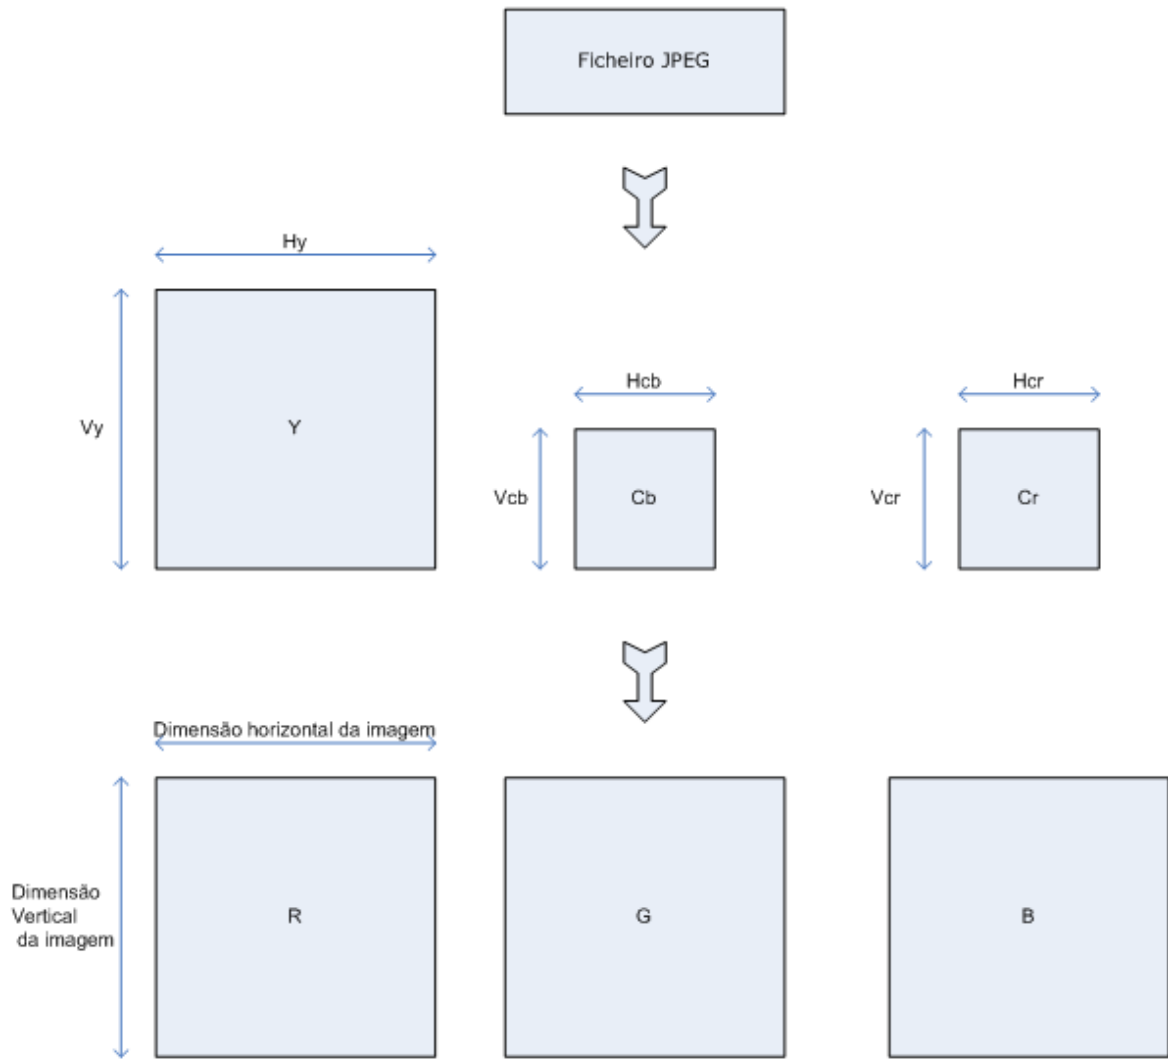 Ficheiro JPEG
Hy
Vy
Y
Hcb
Vcb
Cb
Hcr
Vcr
Cr
Dimensão horizontal da imagem
Dimensão
Vertical
da imagem
R
G
B